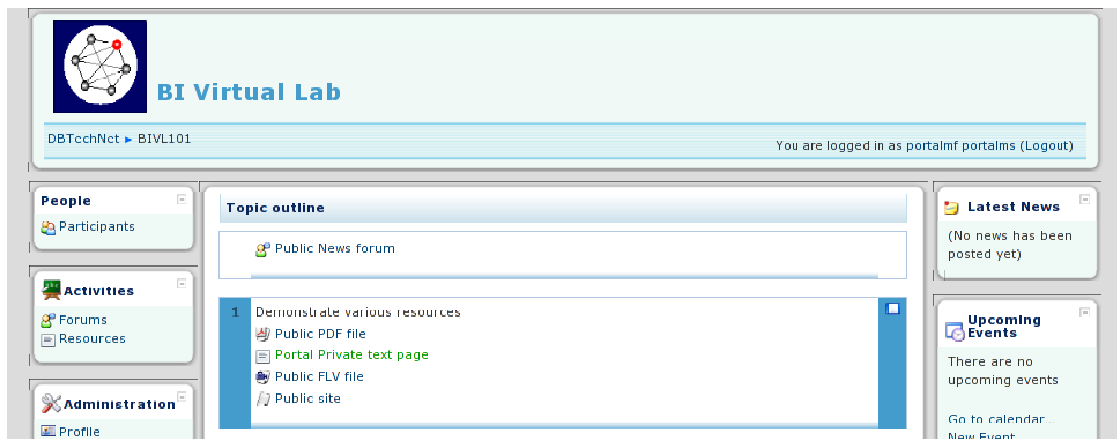 BI Virtual Lab
DBTechNet ► BIVL101
You are logged in as portalmf portalms (Logout)
People
Participants
Activities
Forums
Resources
Administration
Profile
Topic outline
Public News forum
1 Demonstrate various resources
Public PDF file
Portal Private text page
Public FLV file
Public site
Latest News
(No news has been
posted yet)
Upcoming
Events
There are no
upcoming events
Go to calendar...
New Event